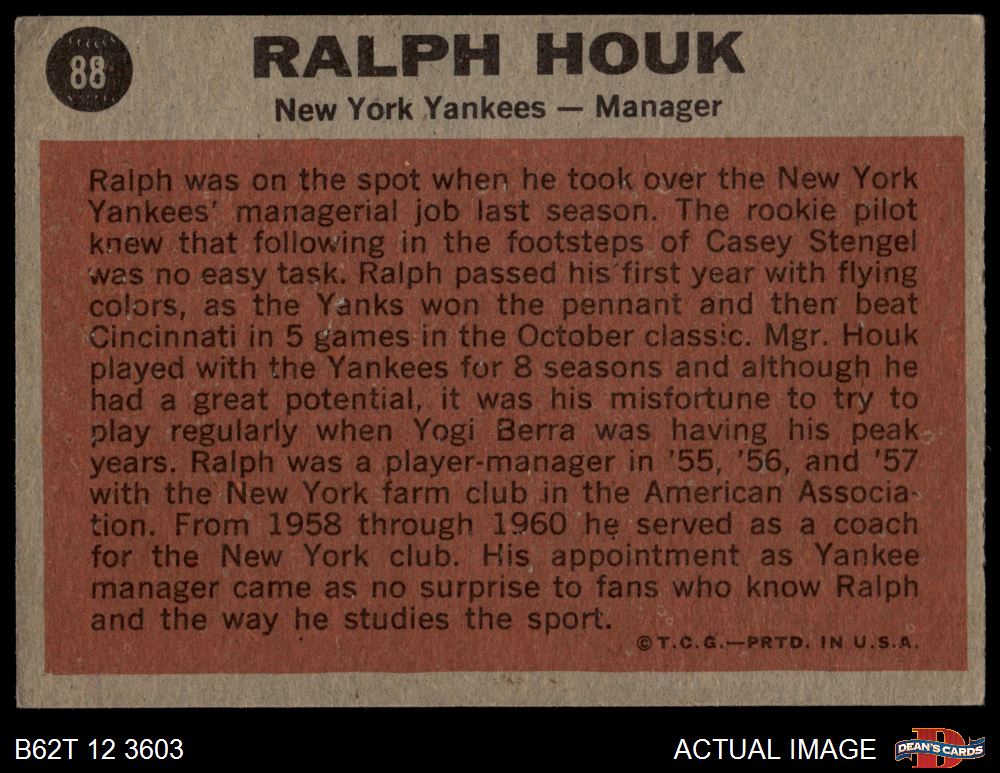 88
RALPH HOUK
New York Yankees — Manager
Ralph was on the spot when he took over the New York
Yankees' managerial job last season. The rookie pilot
knew that following in the footsteps of Casey Stengel
was no easy task. Ralph passed his first year with flying
colors, as the Yanks won the pennant and then beat
Cincinnati in 5 games in the October classic. Mgr. Houk
played with the Yankees for 8 seasons and although he
had a great potential, it was his misfortune to try to
play regularly when Yogi Berra was having his peak
years. Ralph was a player-manager in '55, '56, and '57
with the New York farm club in the American Associa-
tion. From 1958 through 1960 he served as a coach
for the New York club. His appointment as Yankee
manager came as no surprise to fans who know Ralph
and the way he studies the sport.
©T.C.G.—PRTD. IN U.S.A.
B62T 12 3603
ACTUAL IMAGE
D
DEAN'S CARDS